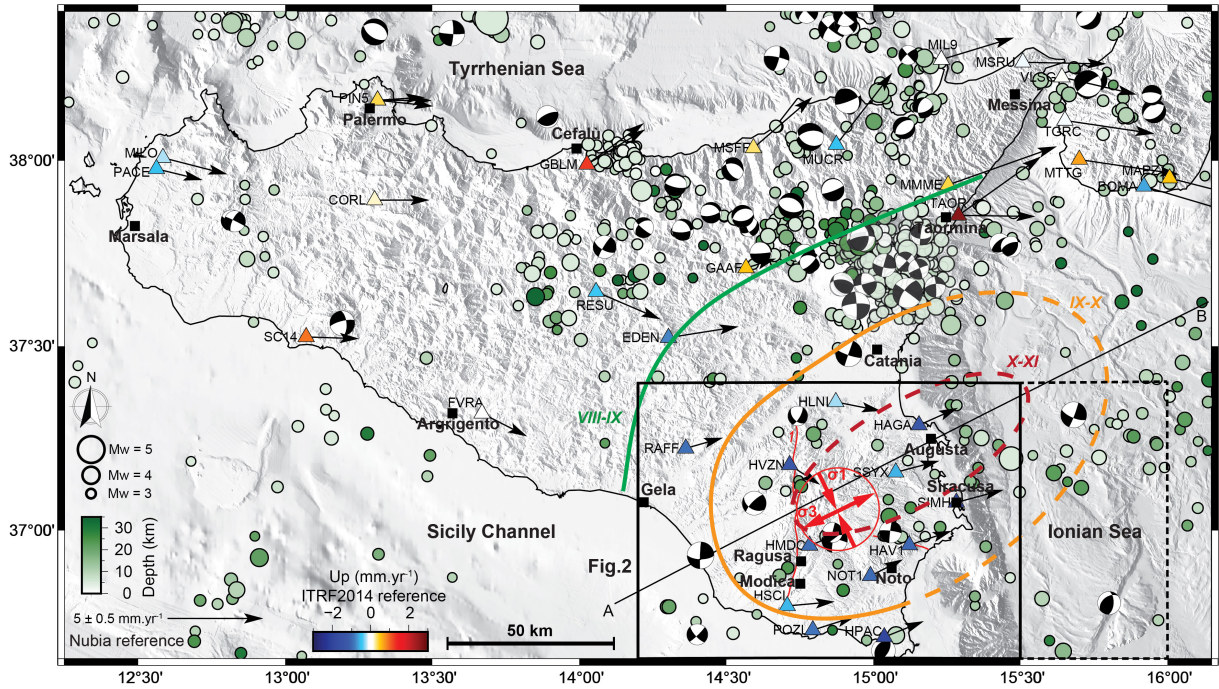 MIL9
MSRU
VLSG
Tyrrhenian Sea
PIN5
Palermo
Messina
TGRC
Cefalù
38°00'
MILO
PACE
GBLM
MSFR
MUCR
MTTG
MMME
CORL
TAOR
Taormina
Marsala
GAAF
RESU
IX-X
B
37°30'
SC14
EDEN
Catania
X-XI
N
FVRA
Argrigento
VIII-IX
HLNI
HAGA
Augusta
Mw = 5
Mw = 4
Mw = 3
RAFF
HVZN
SSYX
σ1
Gela
Siracusa
SIMH
σ3
37°00'
30
20
10
0
Depth (km)
Sicily Channel
Ionian Sea
HMDC
Ragusa
HAV1
Fig.2
Modica
NOT1
Noto
HSCL
A
Up (mm.yr⁻¹)
ITRF2014 reference
−2 0 2
5 ± 0.5 mm.yr⁻¹
Nubia reference
50 km
POZL
HPAC
12°30' 13°00' 13°30' 14°00' 14°30' 15°00' 15°30' 16°00'